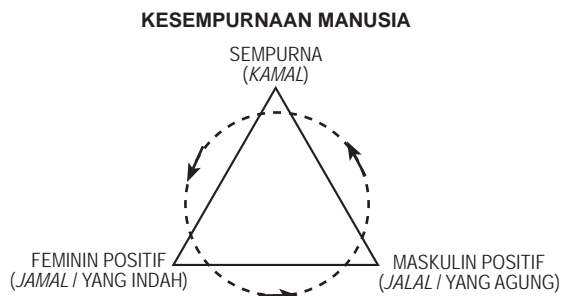 KESEMPURNAAN MANUSIA
SEMPURNA
(KAMAL)
FEMININ POSITIF
(JAMAL / YANG INDAH)
MASKULIN POSITIF
(JALAL / YANG AGUNG)